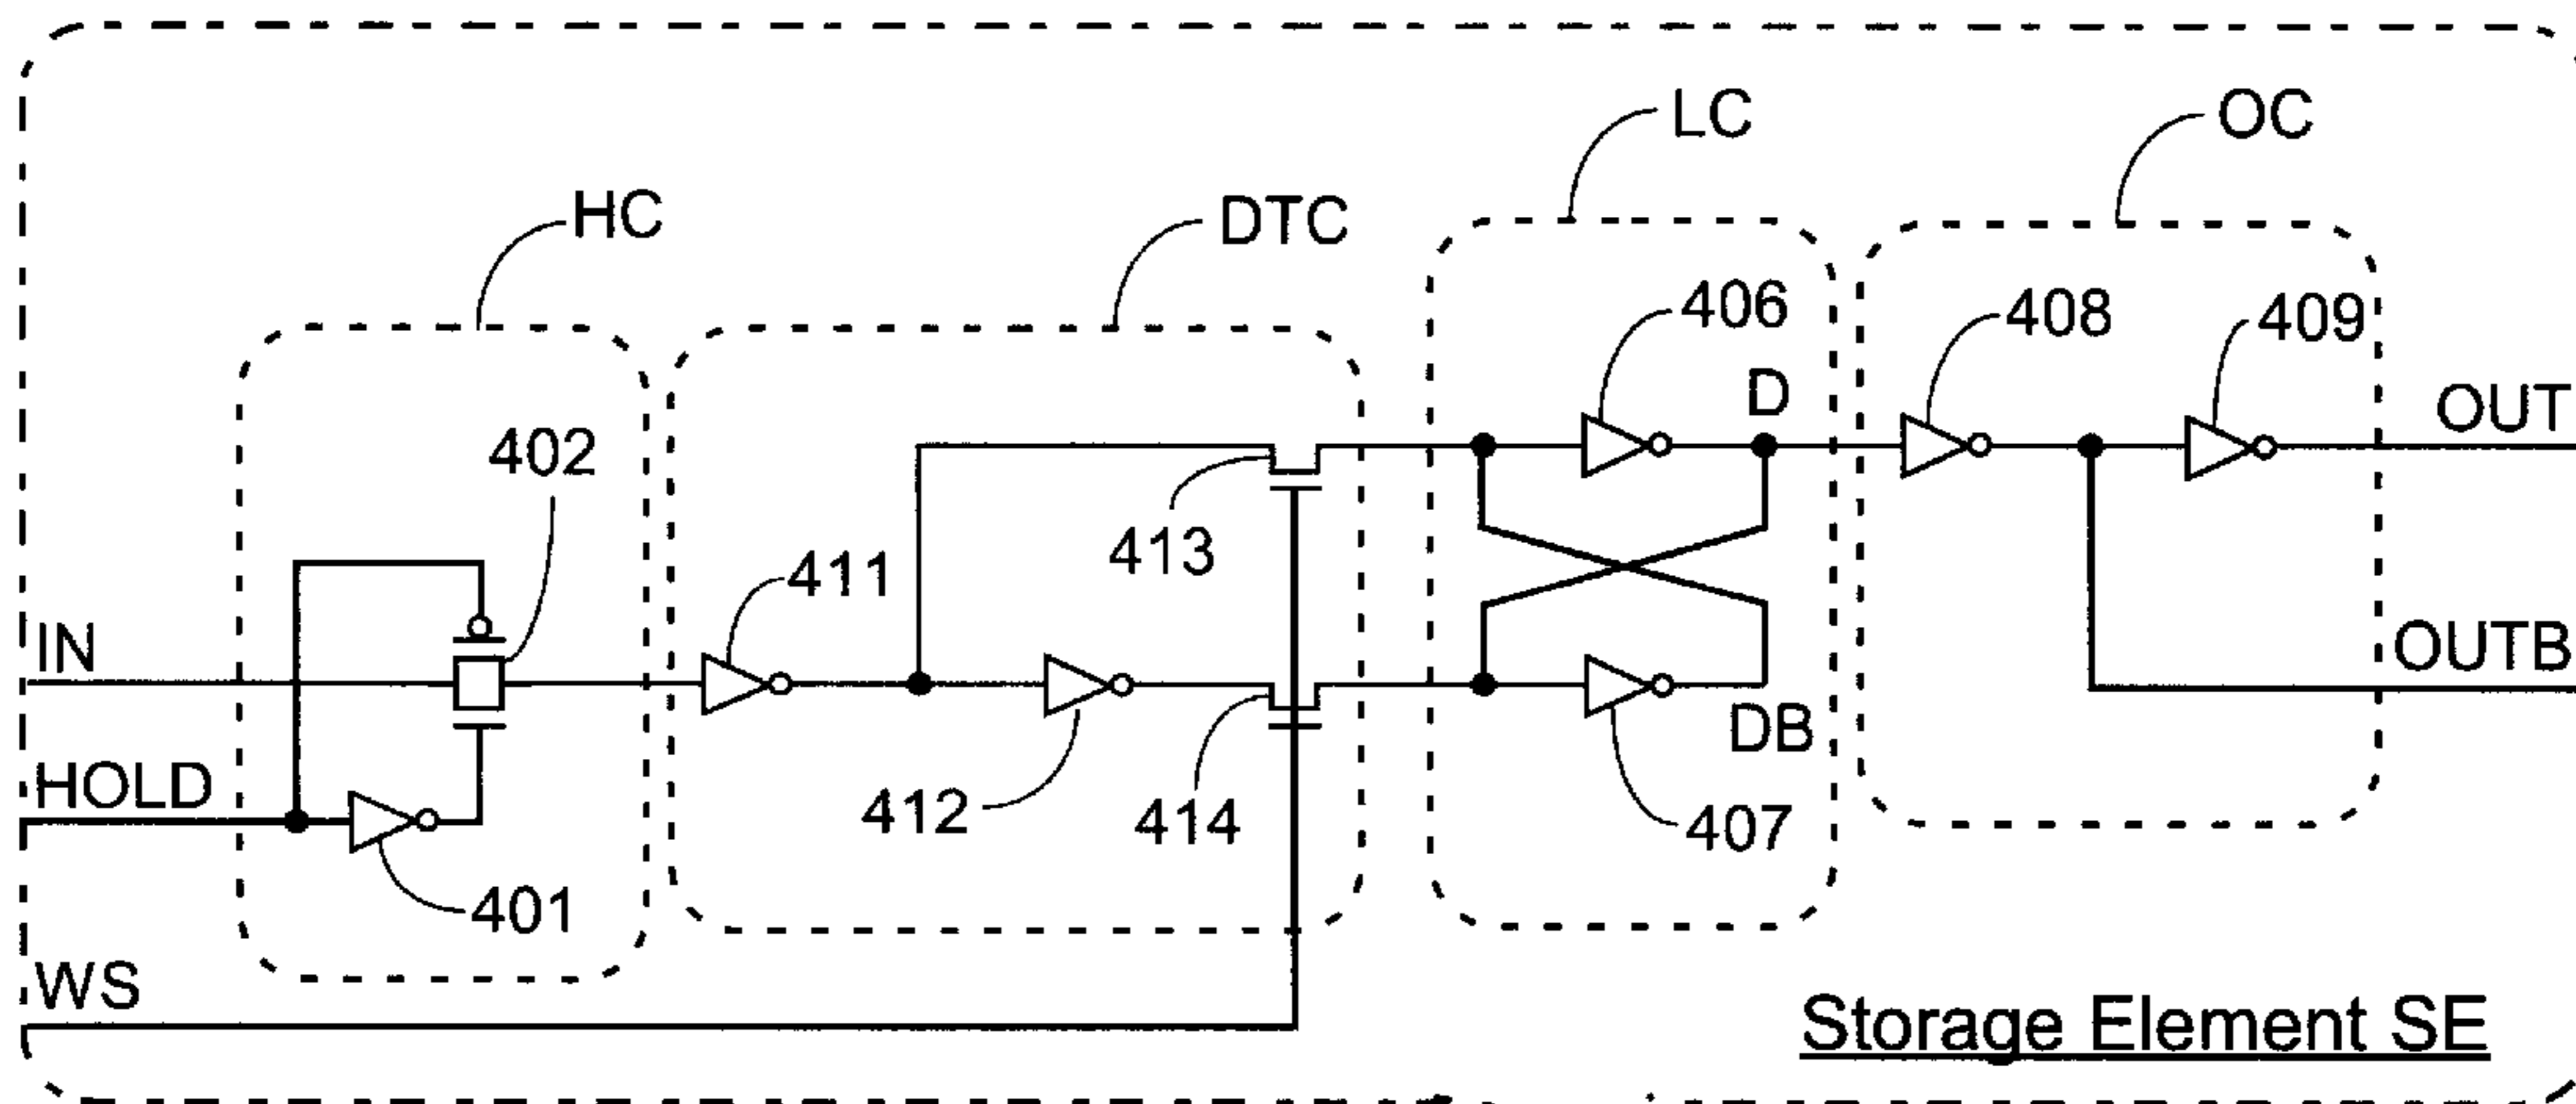 LC
OC
HC
DTC
406
408
409
D
OUT
402
413
411
IN
OUTB
DB
HOLD
412
414
407
401
WS
Storage Element SE